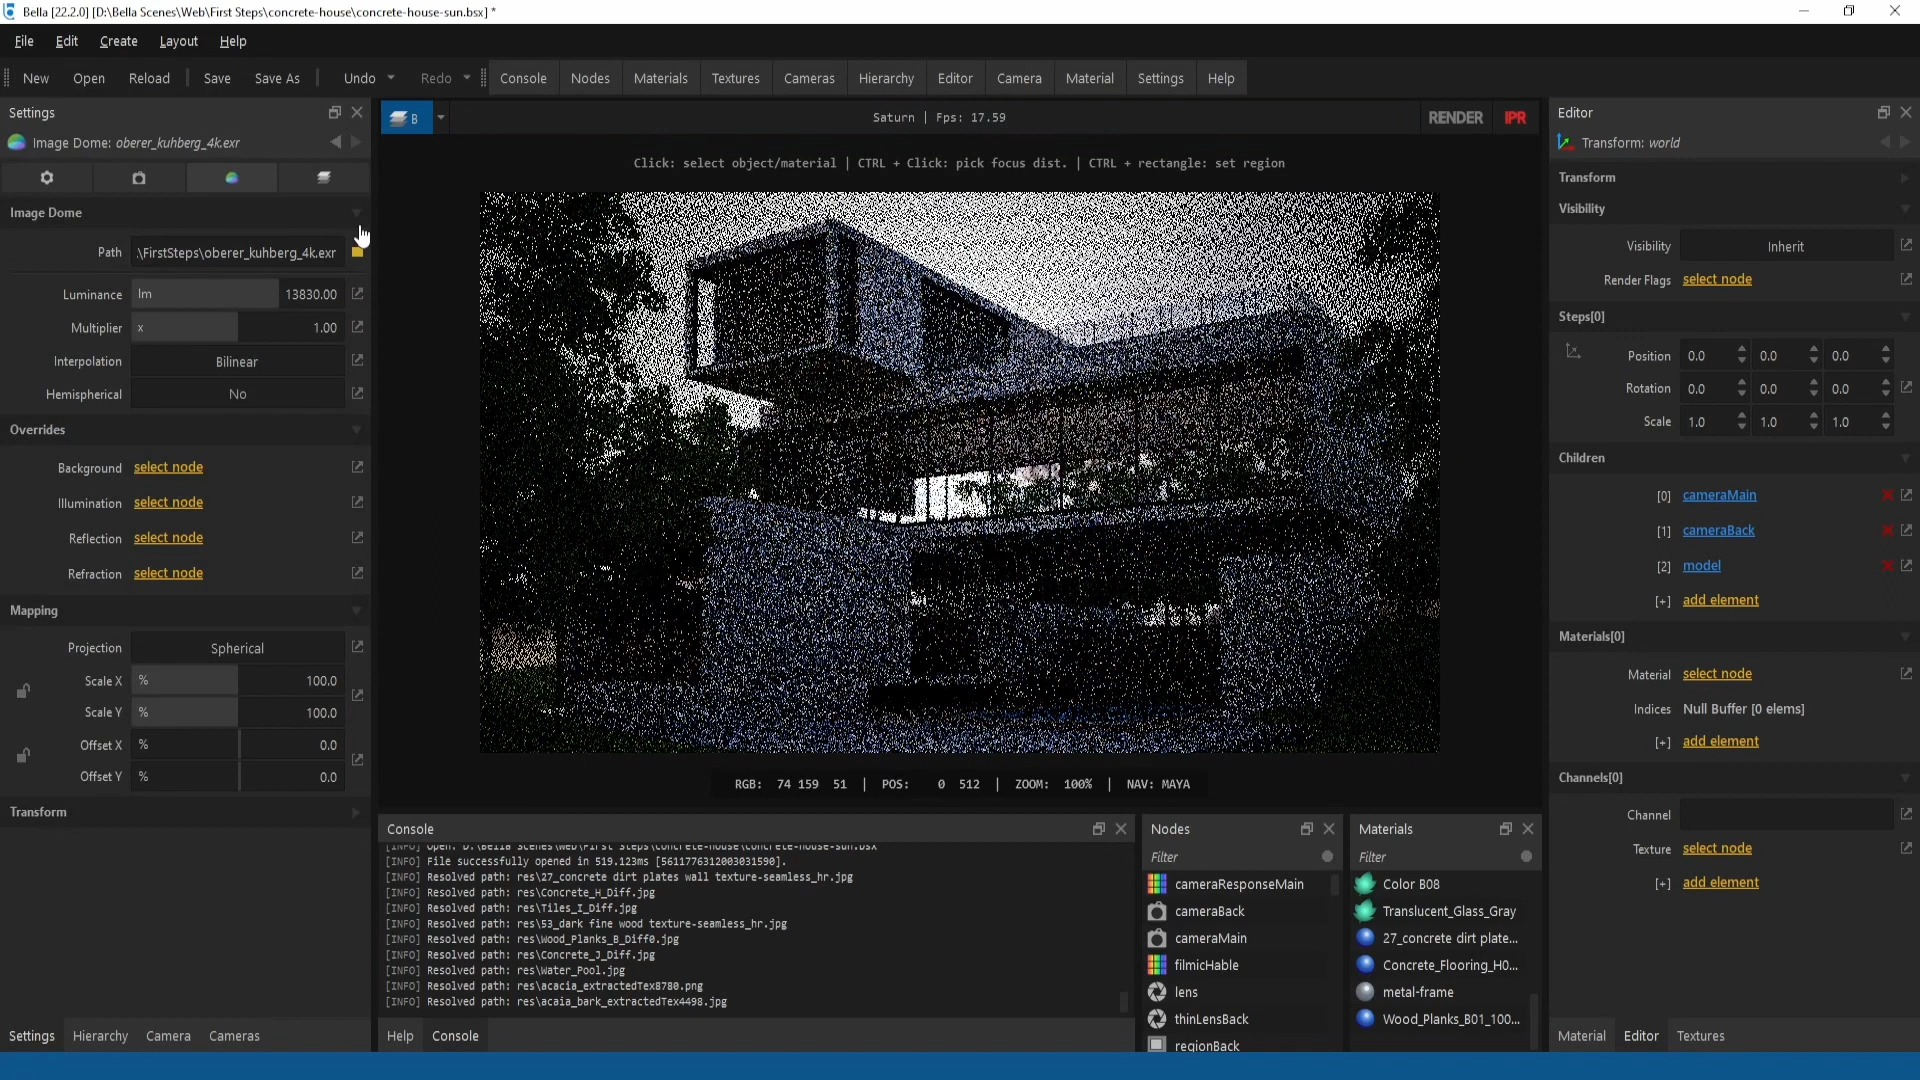 Bella [22.2.0] [D:\Bella Scenes\Web\First Steps\concrete-house\concrete-house-sun.bsx] *
File Edit Create Layout Help
New Open Reload Save Save As Undo Redo Console Nodes Materials Textures Cameras Hierarchy Editor Camera Material Settings Help
Settings
Image Dome: oberer_kuhberg_4k.exr
Image Dome
Path \FirstSteps\oberer_kuhberg_4k.exr
Luminance lm 13830.00
Multiplier x 1.00
Interpolation Bilinear
Hemispherical No
Overrides
Background select node
Illumination select node
Reflection select node
Refraction select node
Mapping
Projection Spherical
Scale X % 100.0
Scale Y % 100.0
Offset X % 0.0
Offset Y % 0.0
Transform
Settings Hierarchy Camera Cameras
B
Saturn | Fps: 17.59
RENDER IPR
Click: select object/material | CTRL + Click: pick focus dist. | CTRL + rectangle: set region
RGB: 74 159 51 | POS: 0 512 | ZOOM: 100% | NAV: MAYA
Console
[INFO] Open: D:\Bella Scenes\Web\First Steps\concrete-house\concrete-house-sun.bsx
[INFO] File successfully opened in 519.123ms [5611776312003031590].
[INFO] Resolved path: res\27_concrete dirt plates wall texture-seamless_hr.jpg
[INFO] Resolved path: res\Concrete_H_Diff.jpg
[INFO] Resolved path: res\Tiles_I_Diff.jpg
[INFO] Resolved path: res\53_dark fine wood texture-seamless_hr.jpg
[INFO] Resolved path: res\Wood_Planks_B_Diff0.jpg
[INFO] Resolved path: res\Concrete_J_Diff.jpg
[INFO] Resolved path: res\Water_Pool.jpg
[INFO] Resolved path: res\acacia_extractedTex8780.png
[INFO] Resolved path: res\acaia_bark_extractedTex4498.jpg
Help Console
Nodes
Filter
cameraResponseMain
cameraBack
cameraMain
filmicHable
lens
thinLensBack
regionBack
Materials
Filter
Color B08
Translucent_Glass_Gray
27_concrete dirt plate...
Concrete_Flooring_H0...
metal-frame
Wood_Planks_B01_100...
Editor
Transform: world
Transform
Visibility
Visibility Inherit
Render Flags select node
Steps[0]
Position 0.0 0.0 0.0
Rotation 0.0 0.0 0.0
Scale 1.0 1.0 1.0
Children
[0] cameraMain
[1] cameraBack
[2] model
[+] add element
Materials[0]
Material select node
Indices Null Buffer [0 elems]
[+] add element
Channels[0]
Channel
Texture select node
[+] add element
Material Editor Textures